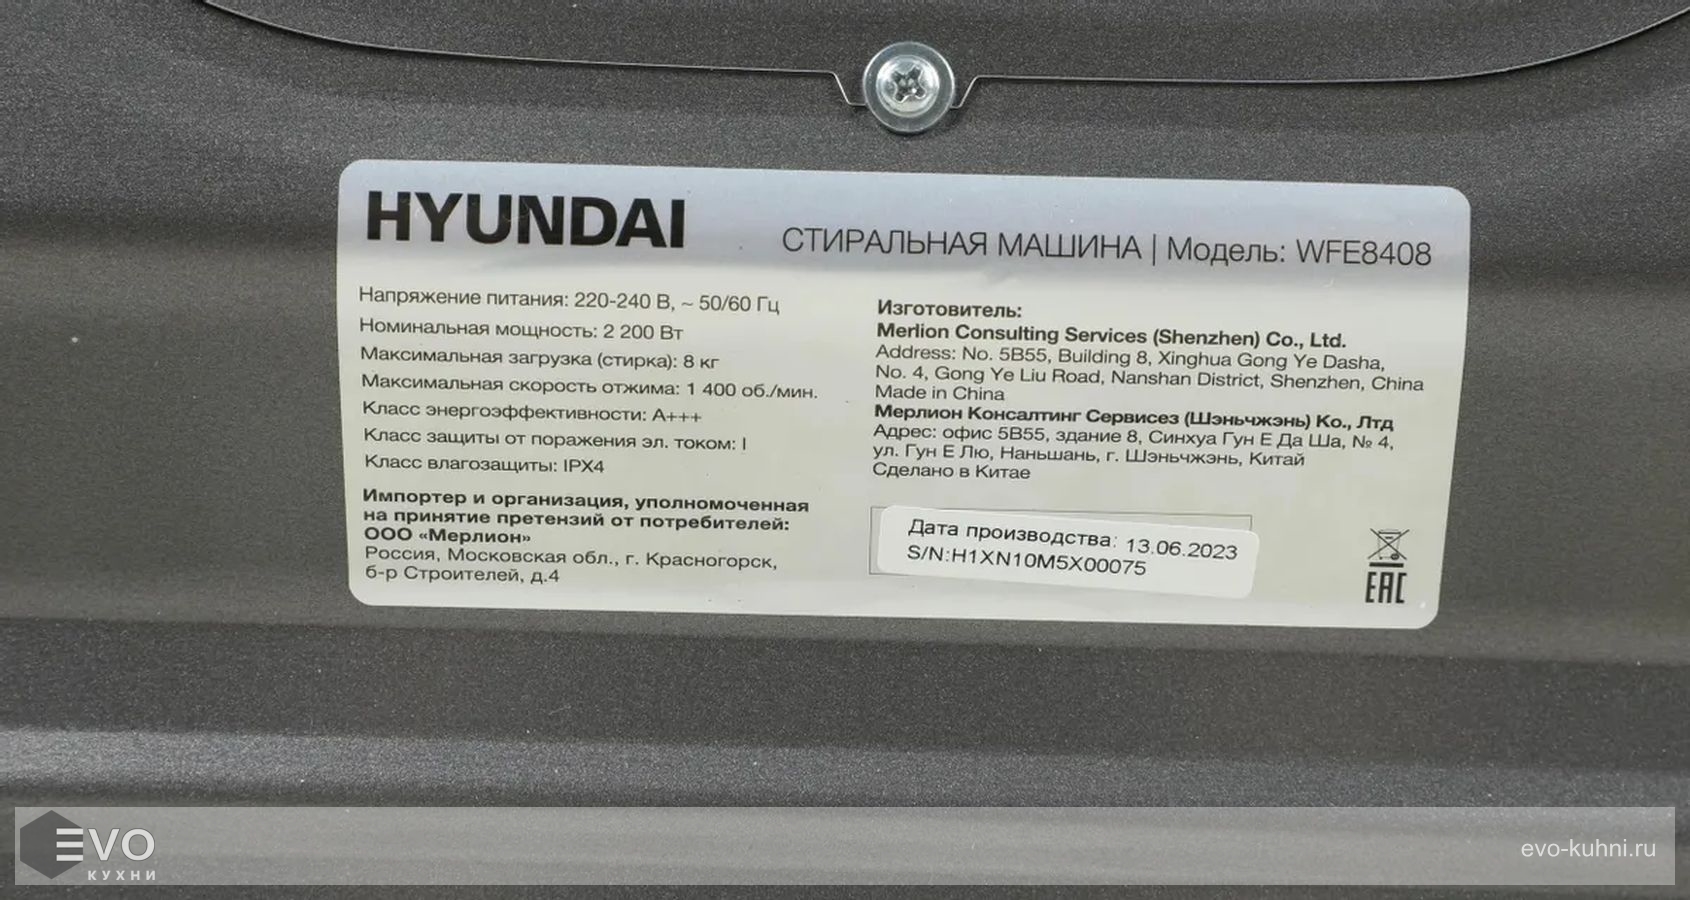 HYUNDAI
СТИРАЛЬНАЯ МАШИНА | Модель: WFE8408
Напряжение питания: 220-240 В, ~ 50/60 Гц
Номинальная мощность: 2 200 Вт
Максимальная загрузка (стирка): 8 кг
Максимальная скорость отжима: 1 400 об./мин.
Класс энергоэффективности: А+++
Класс защиты от поражения эл. током: I
Класс влагозащиты: IPX4
Импортер и организация, уполномоченная
на принятие претензий от потребителей:
ООО «Мерлион»
Россия, Московская обл., г. Красногорск,
б-р Строителей, д.4
Изготовитель:
Merlion Consulting Services (Shenzhen) Co., Ltd.
Address: No. 5B55, Building 8, Xinghua Gong Ye Dasha,
No. 4, Gong Ye Liu Road, Nanshan District, Shenzhen, China
Made in China
Мерлион Консалтинг Сервисез (Шэньчжэнь) Ко., Лтд
Адрес: офис 5В55, здание 8, Синхуа Гун Е Да Ша, № 4,
ул. Гун Е Лю, Наньшань, г. Шэньчжэнь, Китай
Сделано в Китае
Дата производства: 13.06.2023
S/N:H1XN10M5X00075
EAC
EVO
КУХНИ
evo-kuhni.ru